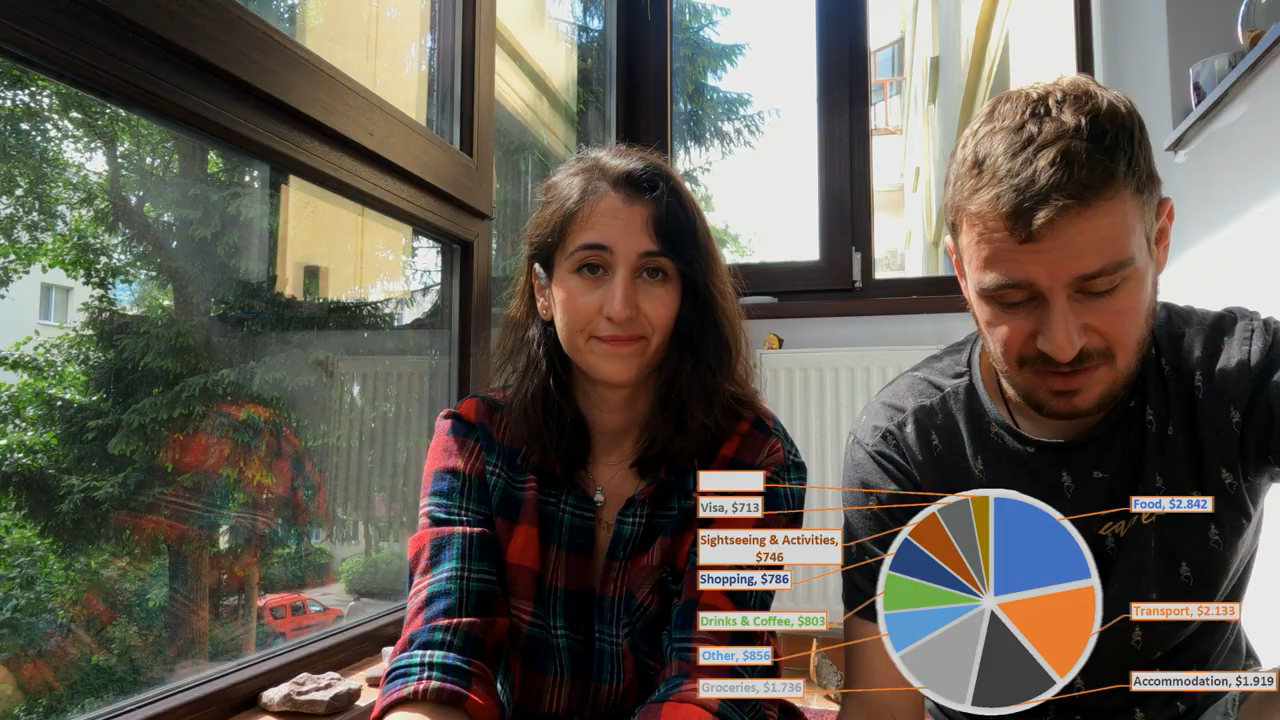 Visa, $713
Sightseeing & Activities,
$746
Shopping, $786
Drinks & Coffee, $803
Other, $856
Groceries, $1.736
Food, $2.842
Transport, $2.133
Accommodation, $1.919